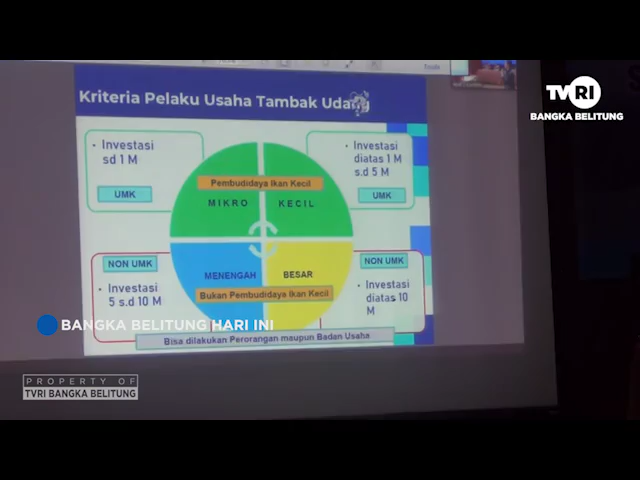 TVRI
BANGKA BELITUNG
Kriteria Pelaku Usaha Tambak Udang
• Investasi
sd 1 M
UMK
• Investasi
diatas 1 M
s.d 5 M
UMK
Pembudidaya Ikan Kecil
MIKRO
KECIL
NON UMK
• Investasi
5 s.d 10 M
MENENGAH
BESAR
Bukan Pembudidaya Ikan Kecil
NON UMK
• Investasi
diatas 10
M
BANGKA BELITUNG HARI INI
Bisa dilakukan Perorangan maupun Badan Usaha
PROPERTY OF
TVRI BANGKA BELITUNG